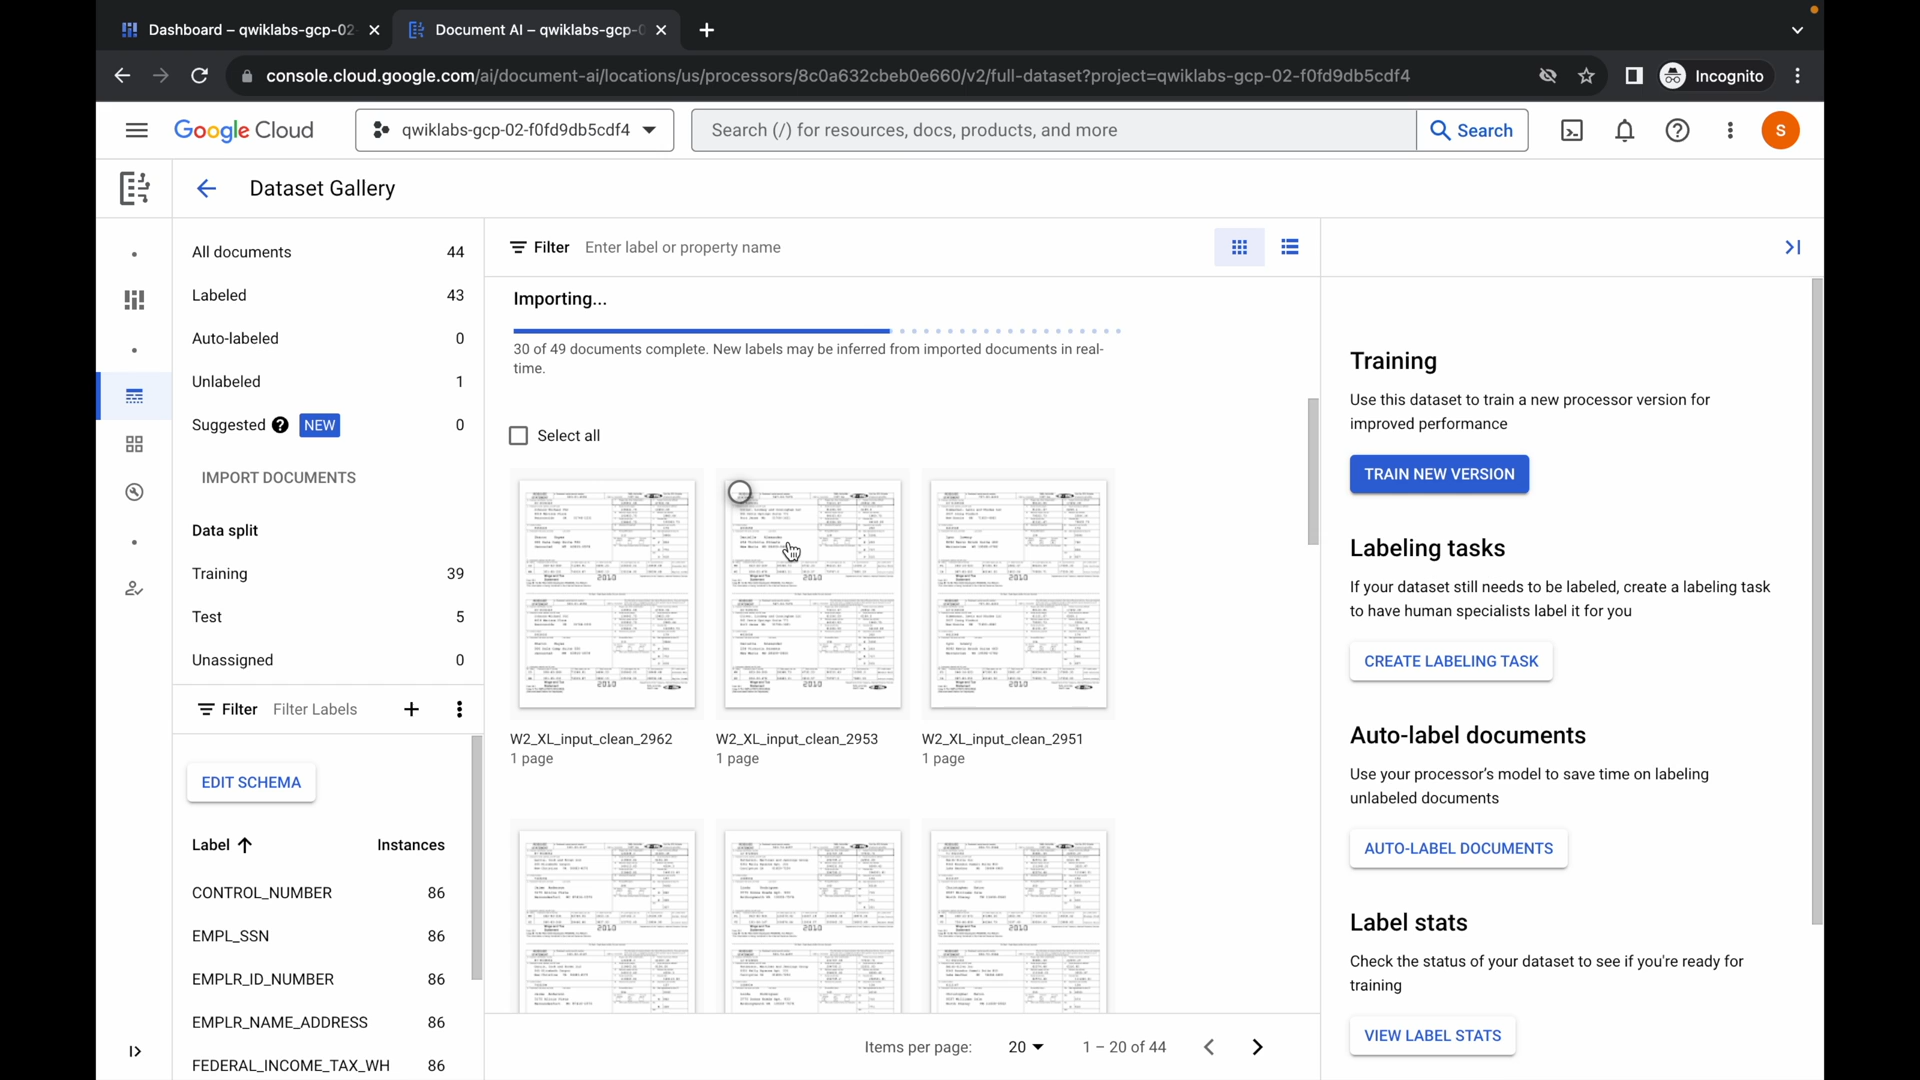 Dashboard – qwiklabs-gcp-02
Document AI – qwiklabs-gcp-0
console.cloud.google.com/ai/document-ai/locations/us/processors/8c0a632cbeb0e660/v2/full-dataset?project=qwiklabs-gcp-02-f0fd9db5cdf4
Incognito
Google Cloud
qwiklabs-gcp-02-f0fd9db5cdf4
Search (/) for resources, docs, products, and more
Search
S
Dataset Gallery
All documents 44
Labeled 43
Auto-labeled 0
Unlabeled 1
Suggested ? NEW 0
IMPORT DOCUMENTS
Data split
Training 39
Test 5
Unassigned 0
Filter Filter Labels
EDIT SCHEMA
Label Instances
CONTROL_NUMBER 86
EMPL_SSN 86
EMPLR_ID_NUMBER 86
EMPLR_NAME_ADDRESS 86
FEDERAL_INCOME_TAX_WH 86
Filter Enter label or property name
Importing...
30 of 49 documents complete. New labels may be inferred from imported documents in real-
time.
Select all
2010 2010 2010
2010 2010 2010
W2_XL_input_clean_2962 W2_XL_input_clean_2953 W2_XL_input_clean_2951
1 page 1 page 1 page
2010 2010 2010
Items per page: 20 1 – 20 of 44
Training
Use this dataset to train a new processor version for
improved performance
TRAIN NEW VERSION
Labeling tasks
If your dataset still needs to be labeled, create a labeling task
to have human specialists label it for you
CREATE LABELING TASK
Auto-label documents
Use your processor's model to save time on labeling
unlabeled documents
AUTO-LABEL DOCUMENTS
Label stats
Check the status of your dataset to see if you're ready for
training
VIEW LABEL STATS